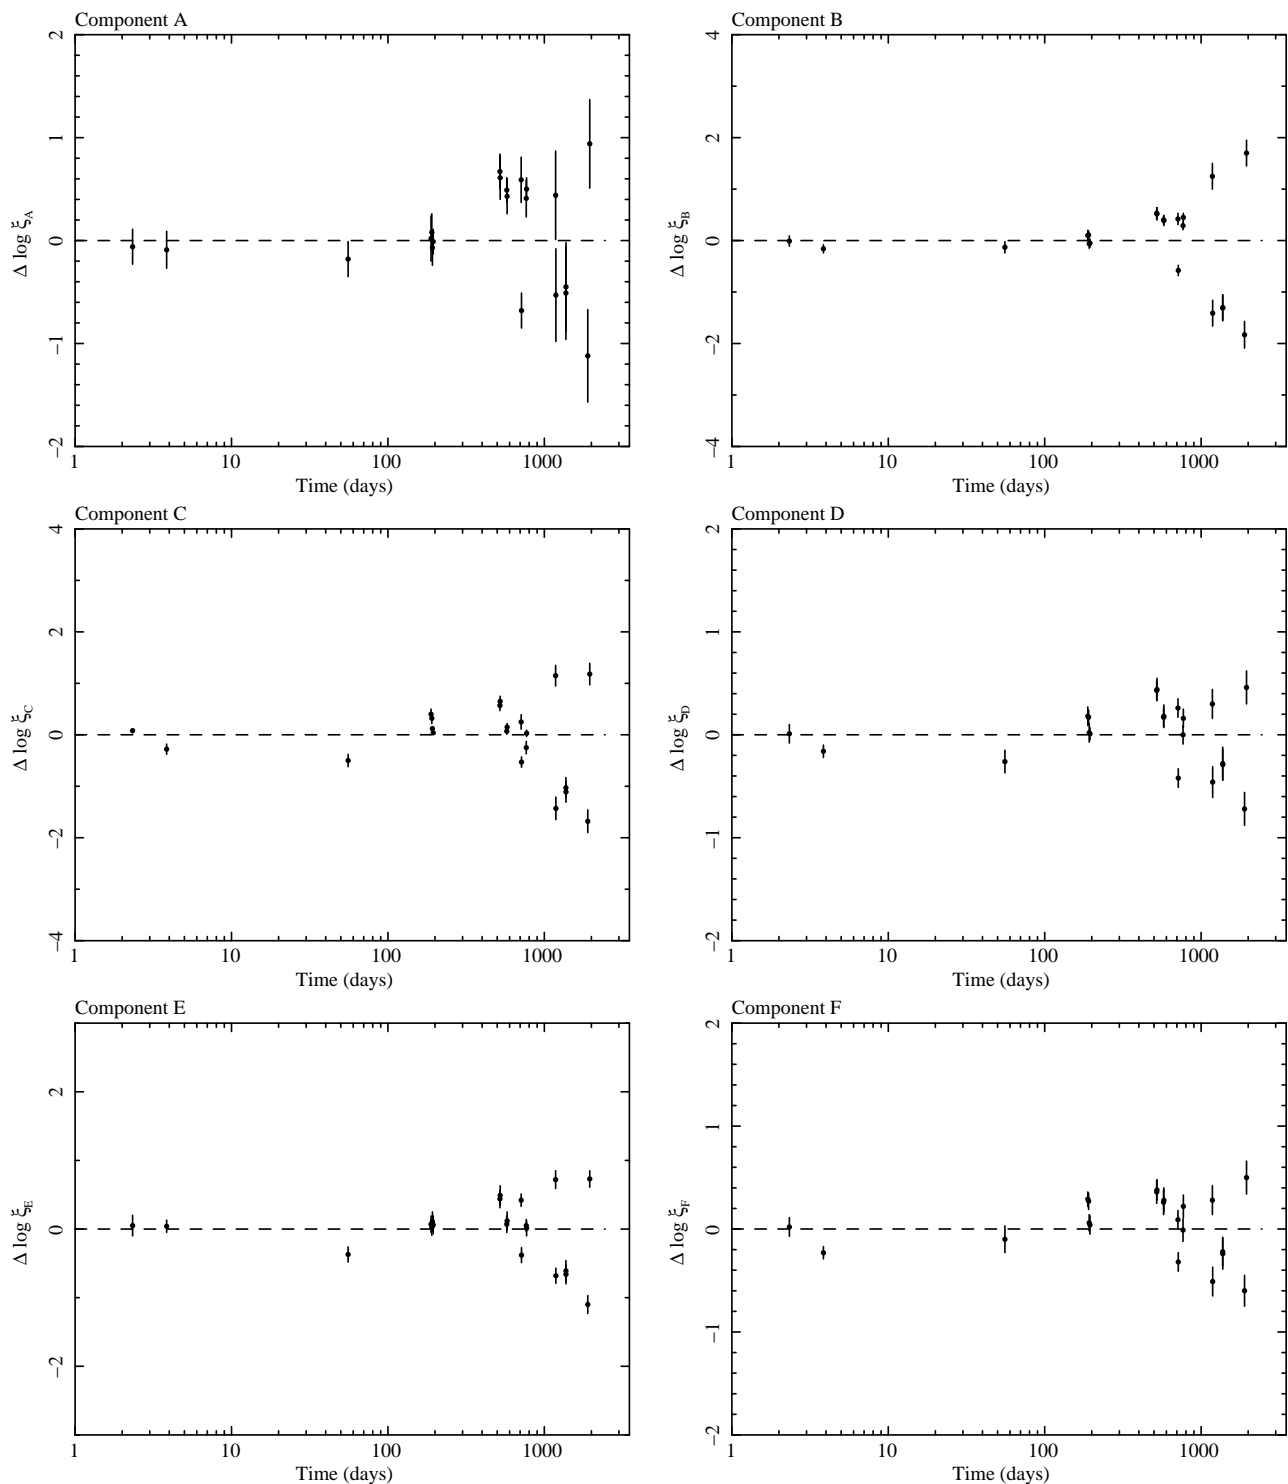 Component A
2
1
0
−1
−2
Δ log ξA
1
10
100
1000
Time (days)
Component B
4
2
0
−2
−4
Δ log ξB
1
10
100
1000
Time (days)
Component C
4
2
0
−2
−4
Δ log ξC
1
10
100
1000
Time (days)
Component D
2
1
0
−1
−2
Δ log ξD
1
10
100
1000
Time (days)
Component E
2
0
−2
Δ log ξE
1
10
100
1000
Time (days)
Component F
2
1
0
−1
−2
Δ log ξF
1
10
100
1000
Time (days)